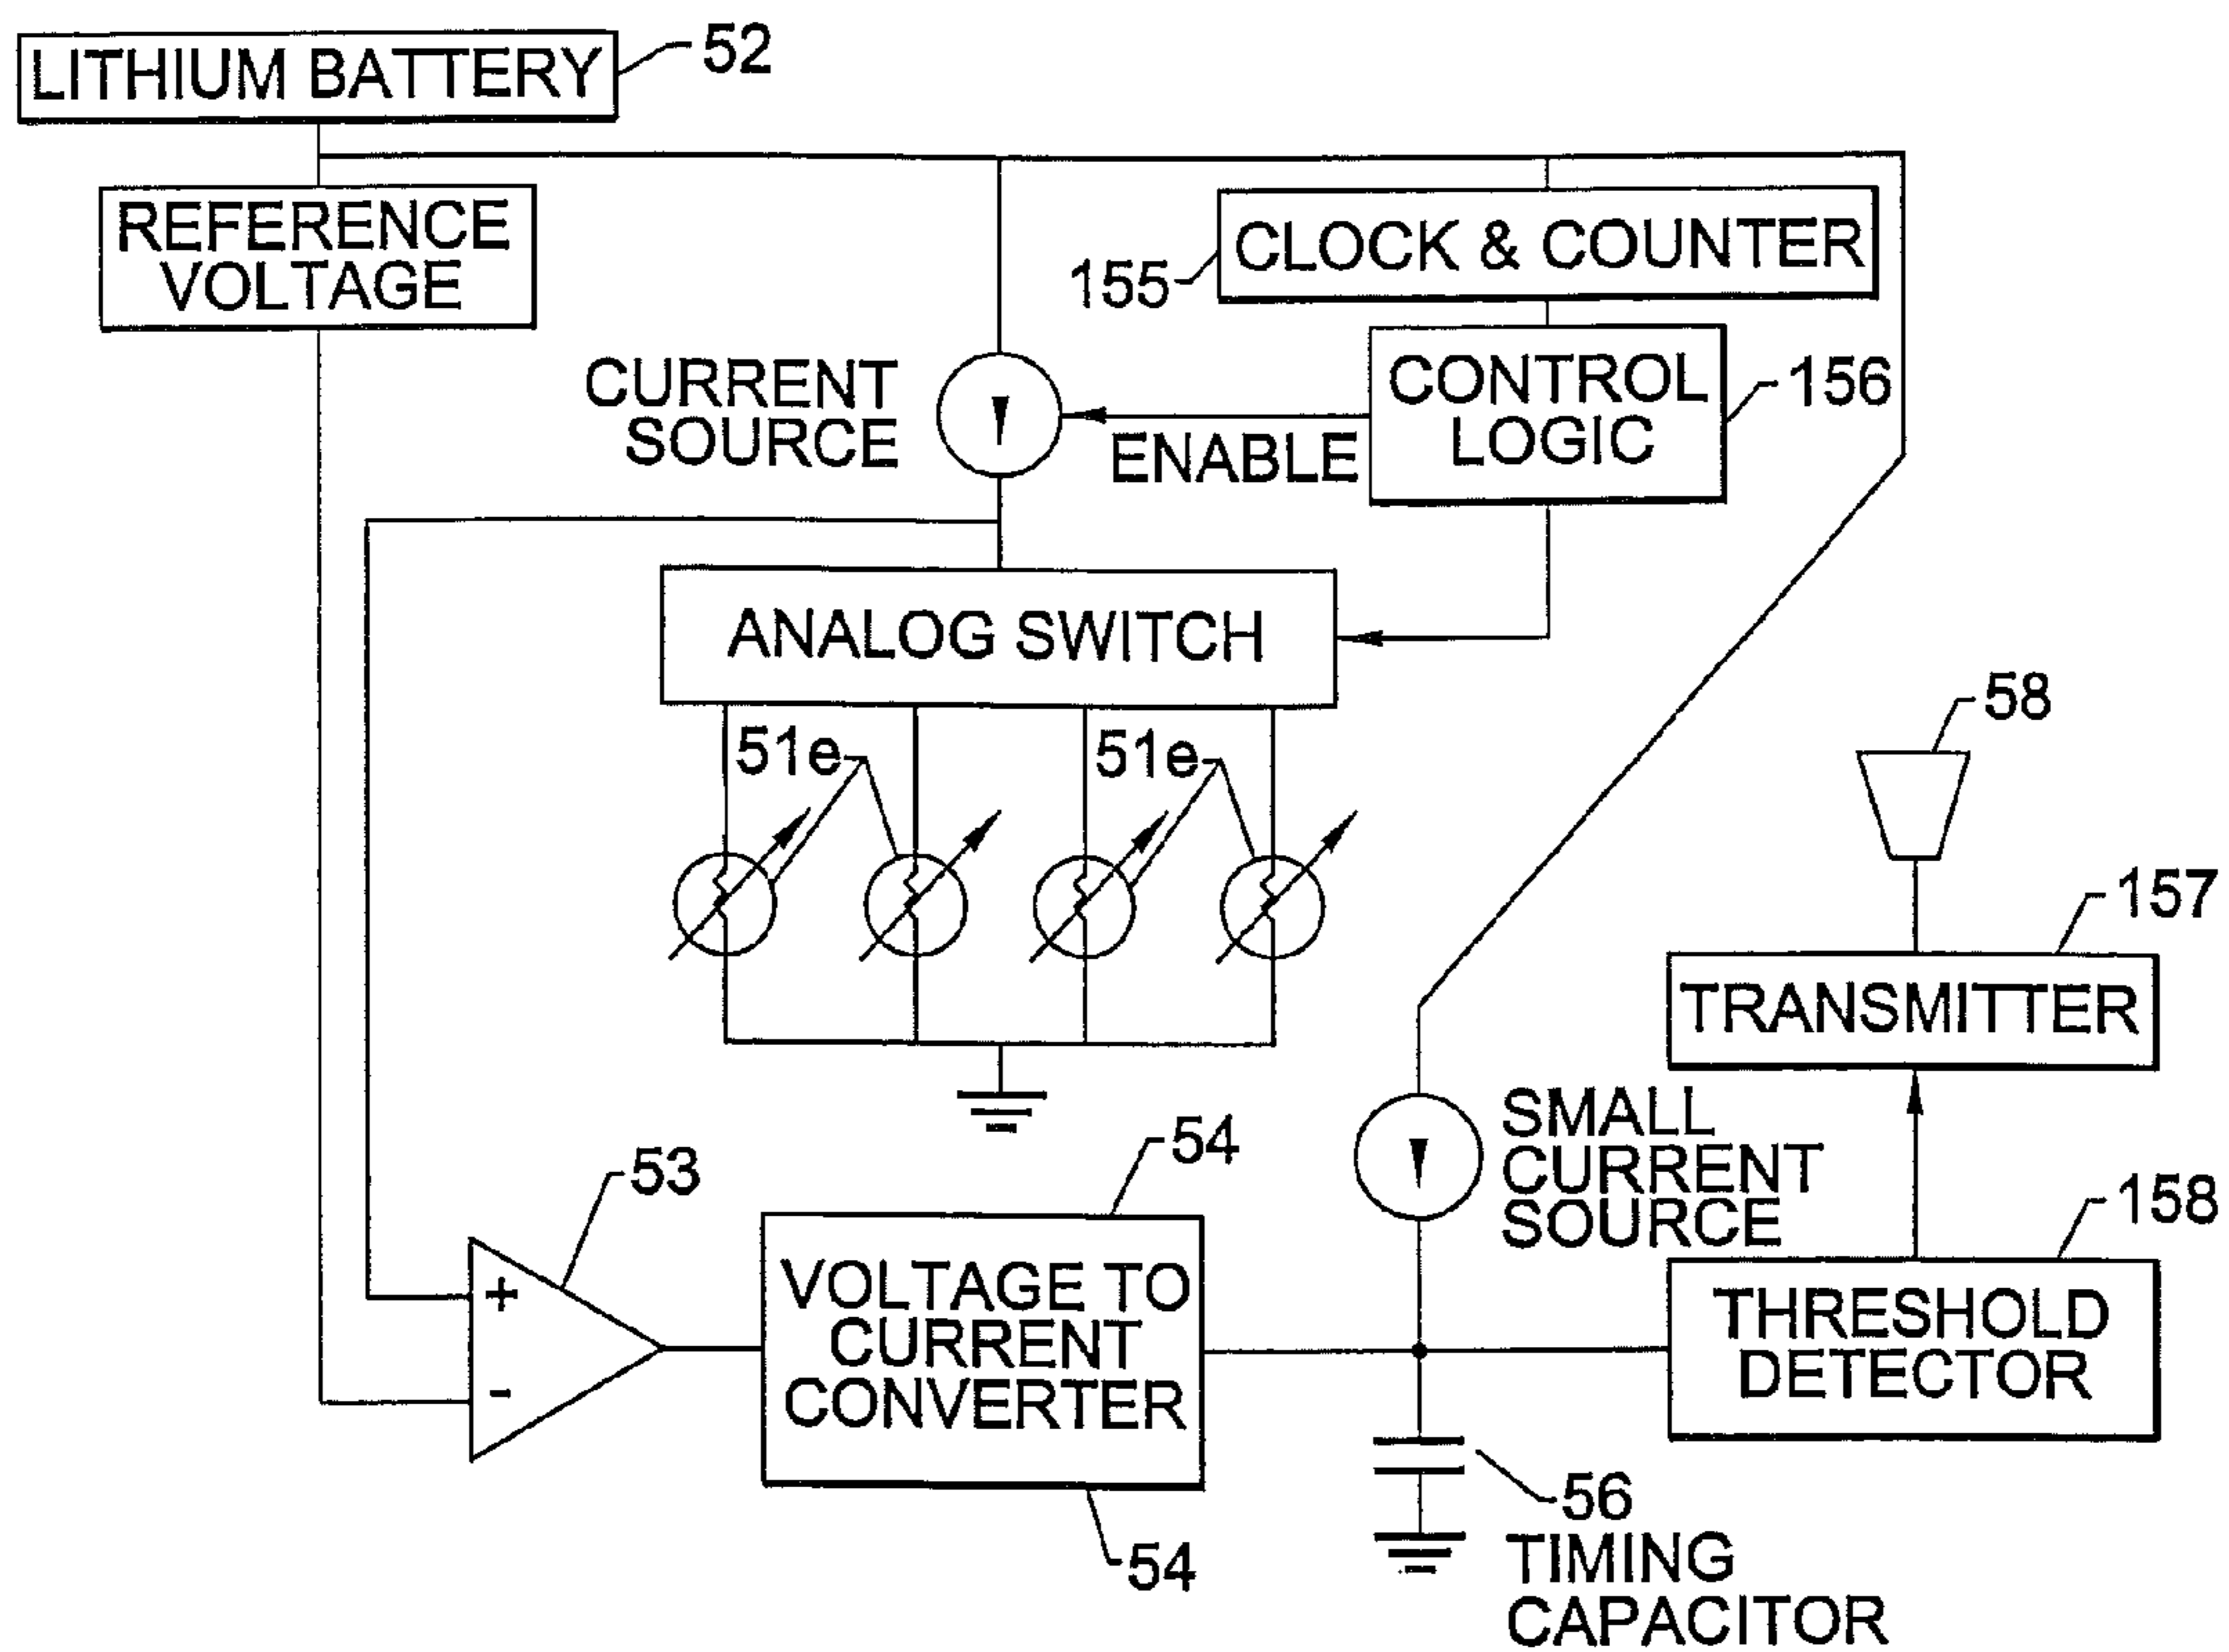 LITHIUM BATTERY
52
REFERENCE
VOLTAGE
CLOCK & COUNTER
155
CURRENT
SOURCE
ENABLE
CONTROL
LOGIC
156
ANALOG SWITCH
51e
51e
58
157
TRANSMITTER
SMALL
CURRENT
SOURCE
53
+
-
54
VOLTAGE TO
CURRENT
CONVERTER
54
158
THRESHOLD
DETECTOR
56
TIMING
CAPACITOR